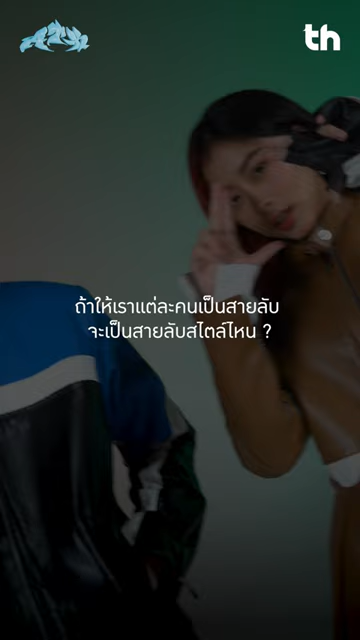 th
ถ้าให้เราแต่ละคนเป็นสายลับ
จะเป็นสายลับสไตล์ไหน ?